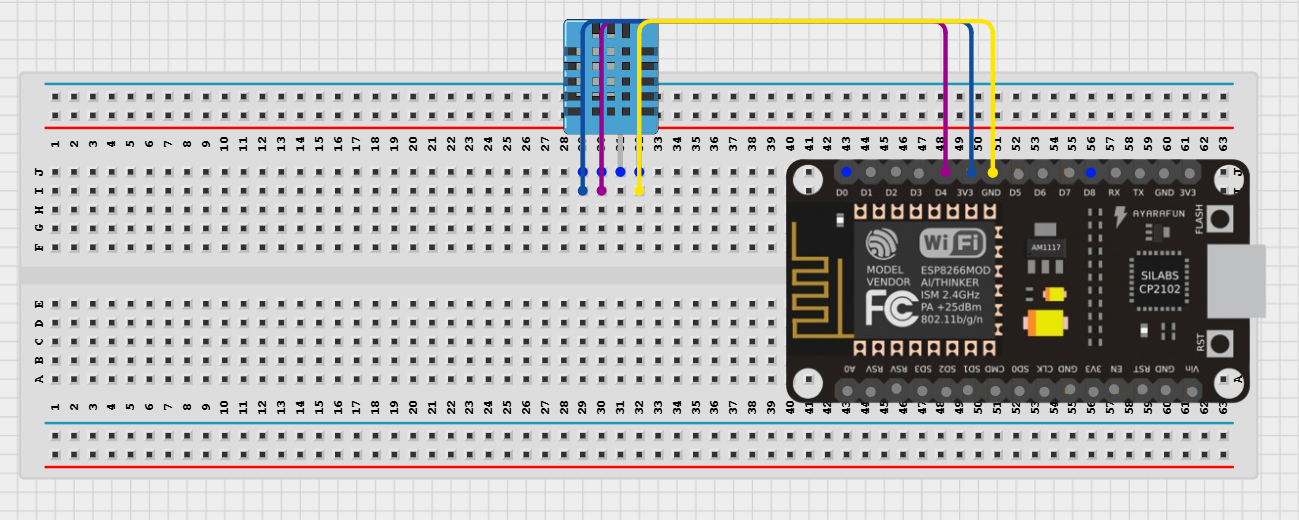 1 2 3 4 5 6 7 8 9 10 11 12 13 14 15 16 17 18 19 20 21 22 23 24 25 26 27 28 33 34 35 36 37 38 39 40 41 42 43 44 45 46 47 48 49 50 51 52 53 54 55 56 57 58 59 60 61 62 63
J
I
H
G
F
E
D
C
B
A
D0 D1 D2 D3 D4 3V3 GND D5 D6 D7 D8 RX TX GND 3V3
J
I
FLASH
AYARAFUN
WiFi
AM1117
MODEL
VENDOR
FC
ESP8266MOD
AI/THINKER
ISM 2.4GHz
PA +25dBm
802.11b/g/n
SILABS
CP2102
RST
A0 RSV RSV SD3 SD2 SD1 CMD SD0 CLK GND 3V3 EN RST GND Vin
A
1 2 3 4 5 6 7 8 9 10 11 12 13 14 15 16 17 18 19 20 21 22 23 24 25 26 27 28 29 30 31 32 33 34 35 36 37 38 39 40 41 42 43 44 45 46 47 48 49 50 51 52 53 54 55 56 57 58 59 60 61 62 63